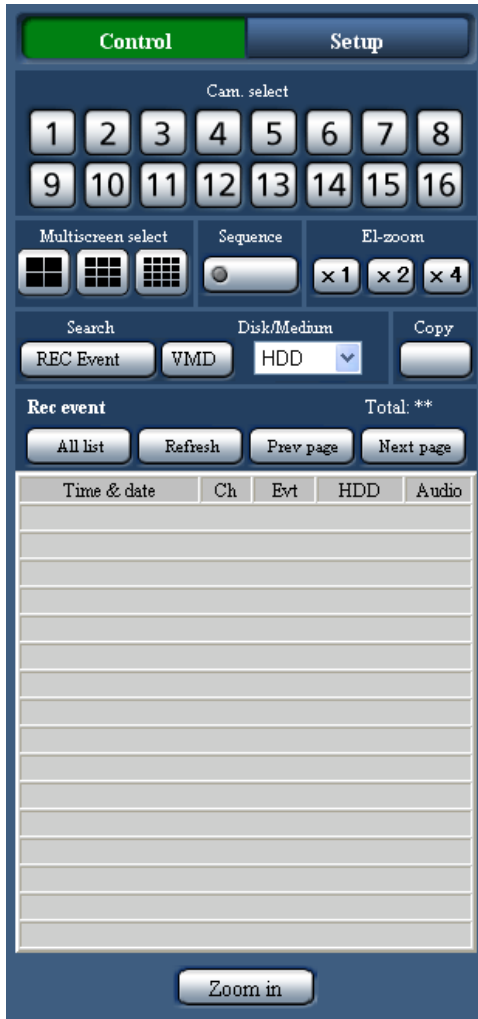 Control Setup
Cam. select
1 2 3 4 5 6 7 8
9 10 11 12 13 14 15 16
Multiscreen select Sequence El-zoom
×1 ×2 ×4
Search Disk/Medium Copy
REC Event VMD HDD
Rec event Total: **
All list Refresh Prev page Next page
Time & date Ch Evt HDD Audio
Zoom in